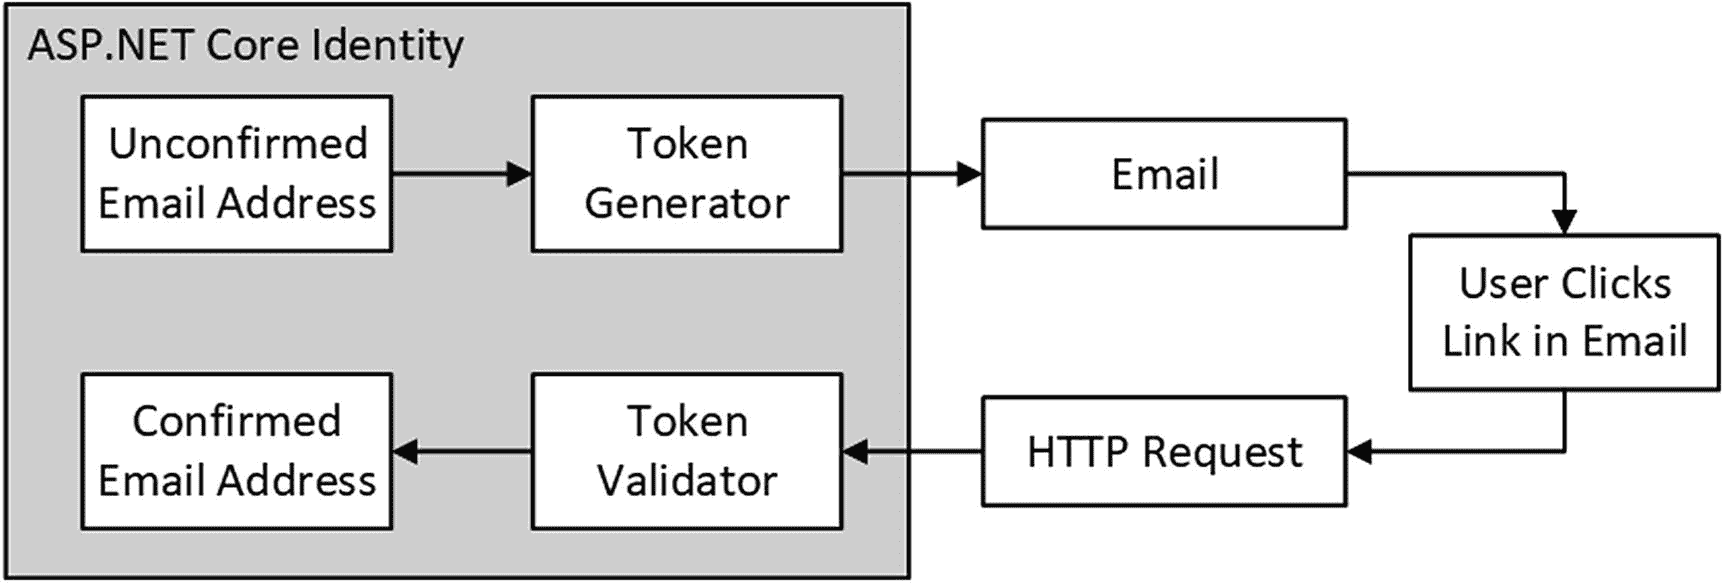 ASP.NET Core Identity
Unconfirmed
Email Address
Token
Generator
Email
User Clicks
Link in Email
HTTP Request
Token
Validator
Confirmed
Email Address